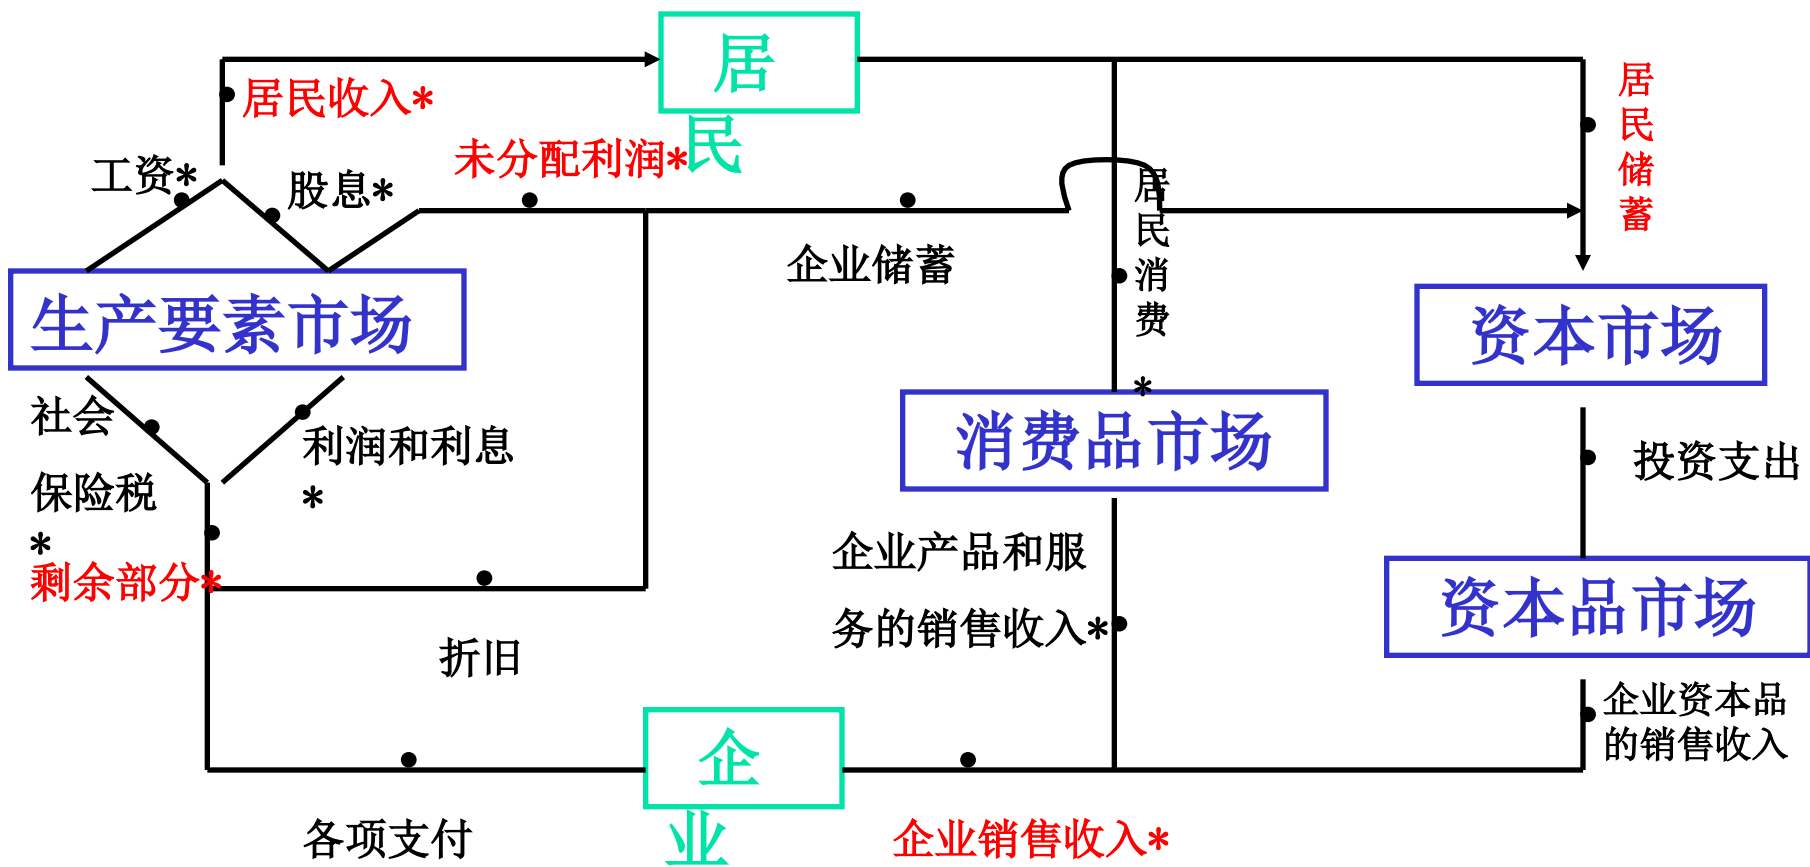 居
民
居民收入*
未分配利润*
工资*
股息*
居
民
储
蓄
居
民
消
费
*
企业储蓄
生产要素市场
资本市场
社会
保险税
*
剩余部分*
利润和利息
*
消费品市场
投资支出
企业产品和服
务的销售收入*
资本品市场
折旧
企业资本品
的销售收入
企
业
各项支付
企业销售收入*